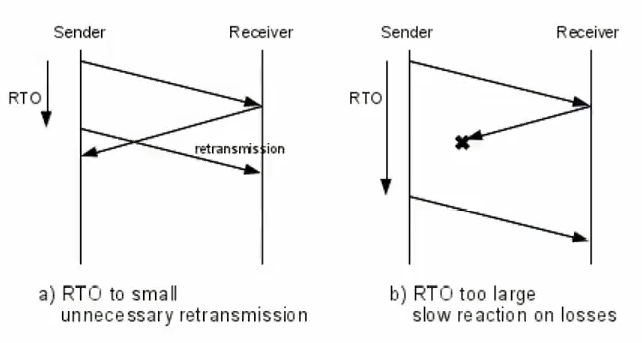 Sender
Receiver
RTO
retransmission
a) RTO to small
unnecessary retransmission
Sender
Receiver
RTO
b) RTO too large
slow reaction on losses